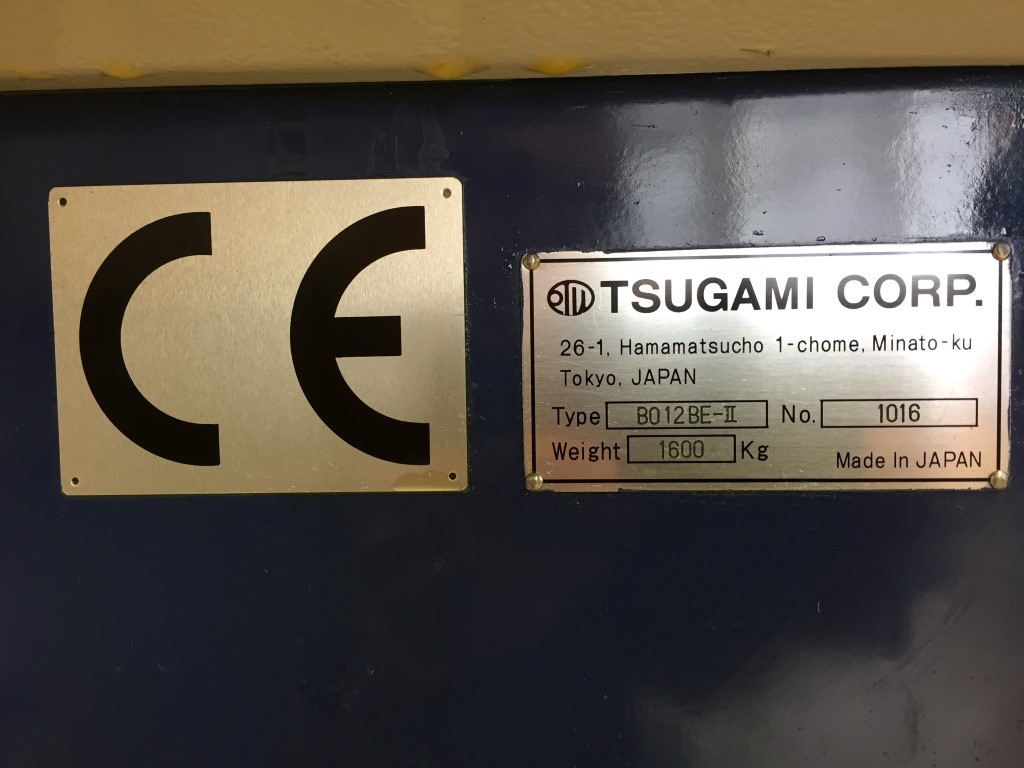 CE
TSUGAMI CORP.
26-1, Hamamatsucho 1-chome, Minato-ku
Tokyo, JAPAN
Type B012BE-II No. 1016
Weight 1600 Kg
Made In JAPAN